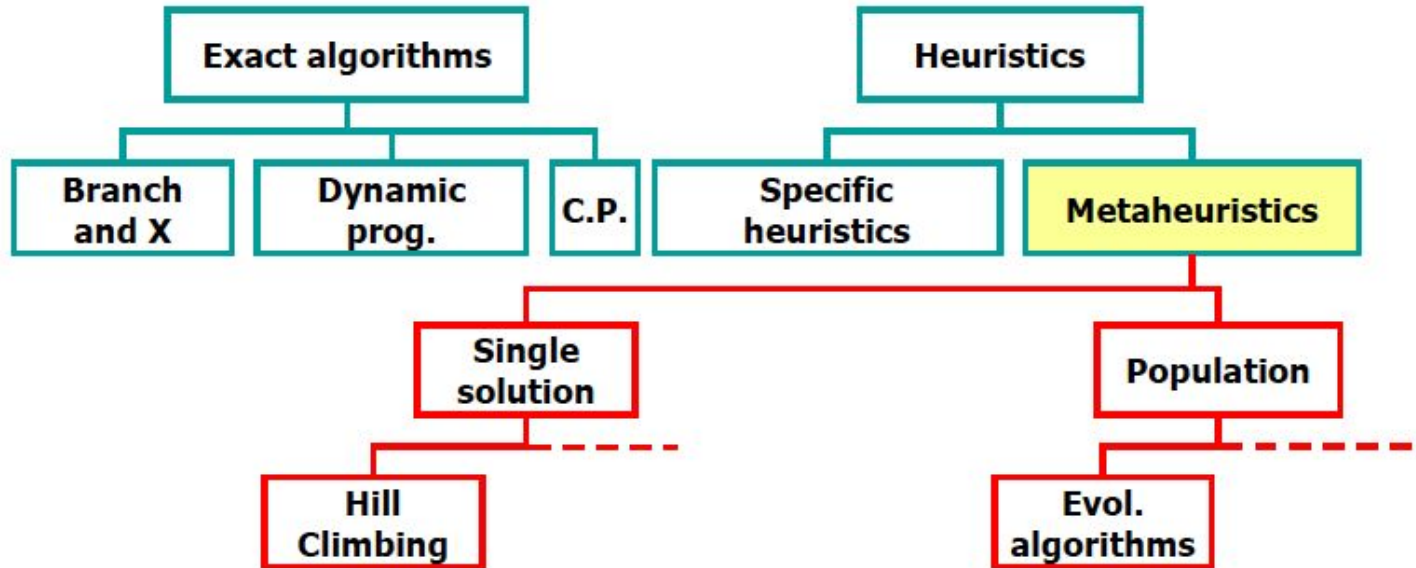 Exact algorithms
Heuristics
Branch
and X
Dynamic
prog.
C.P.
Specific
heuristics
Metaheuristics
Single
solution
Population
Hill
Climbing
Evol.
algorithms